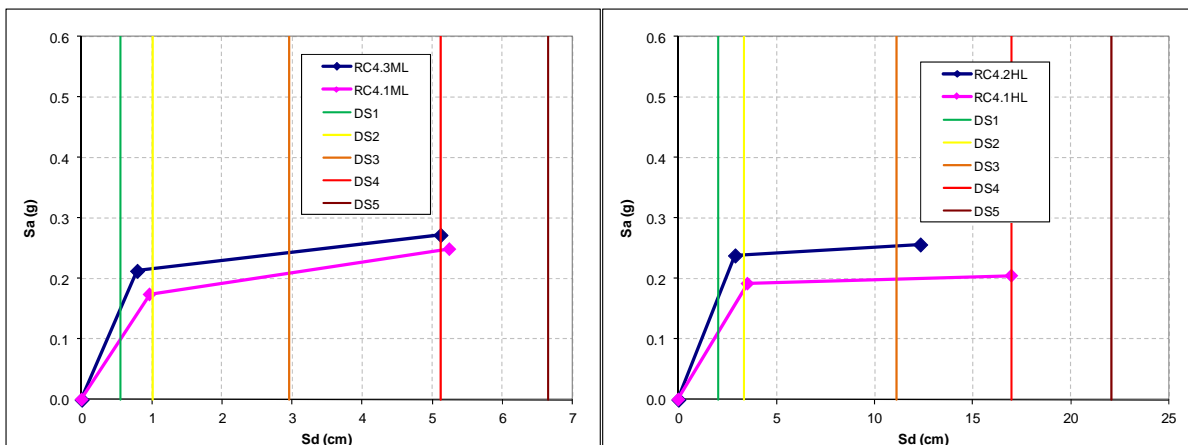 0.6
0.5
0.4
0.3
0.2
0.1
0.0
Sa (g)
0
1
2
3
4
5
6
7
Sd (cm)
RC4.3ML
RC4.1ML
DS1
DS2
DS3
DS4
DS5
0.6
0.5
0.4
0.3
0.2
0.1
0.0
Sa (g)
0
5
10
15
20
25
Sd (cm)
RC4.2HL
RC4.1HL
DS1
DS2
DS3
DS4
DS5